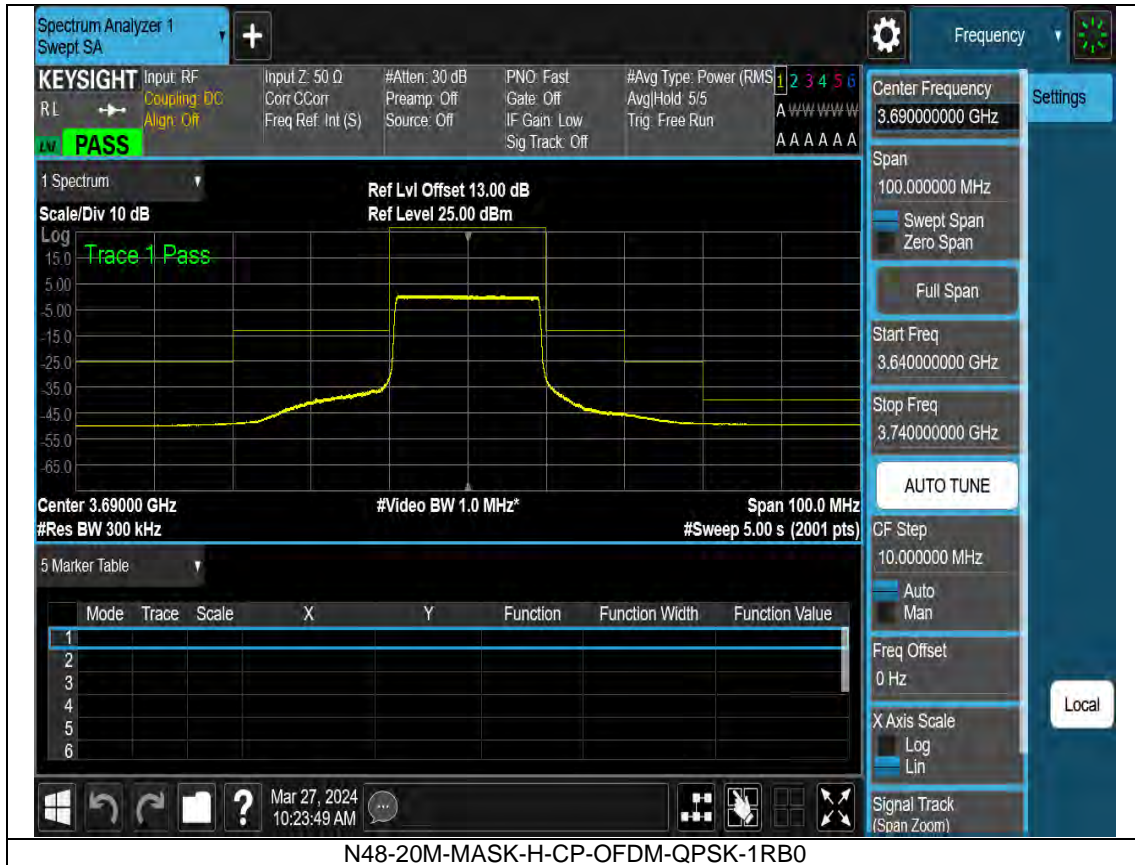 Spectrum Analyzer 1
Swept SA
+
Frequency
KEYSIGHT
RL
PASS
Input: RF
Coupling: DC
Align: Off
Input Z: 50 Ω
Corr CCorr
Freq Ref: Int (S)
#Atten: 30 dB
Preamp: Off
Source: Off
PNO: Fast
Gate: Off
IF Gain: Low
Sig Track: Off
#Avg Type: Power (RMS
Avg|Hold: 5/5
Trig: Free Run
1 2 3 4 5 6
A W W W W W
A A A A A A
1 Spectrum
Scale/Div 10 dB
Ref Lvl Offset 13.00 dB
Ref Level 25.00 dBm
Log
Trace 1 Pass
15.0
5.00
-5.00
-15.0
-25.0
-35.0
-45.0
-55.0
-65.0
Center 3.69000 GHz
#Res BW 300 kHz
#Video BW 1.0 MHz*
Span 100.0 MHz
#Sweep 5.00 s (2001 pts)
5 Marker Table
Mode Trace Scale X Y Function Function Width Function Value
1
2
3
4
5
6
Center Frequency
3.690000000 GHz
Settings
Span
100.000000 MHz
Swept Span
Zero Span
Full Span
Start Freq
3.640000000 GHz
Stop Freq
3.740000000 GHz
AUTO TUNE
CF Step
10.000000 MHz
Auto
Man
Freq Offset
0 Hz
X Axis Scale
Log
Lin
Local
Signal Track
(Span Zoom)
?
Mar 27, 2024
10:23:49 AM
N48-20M-MASK-H-CP-OFDM-QPSK-1RB0